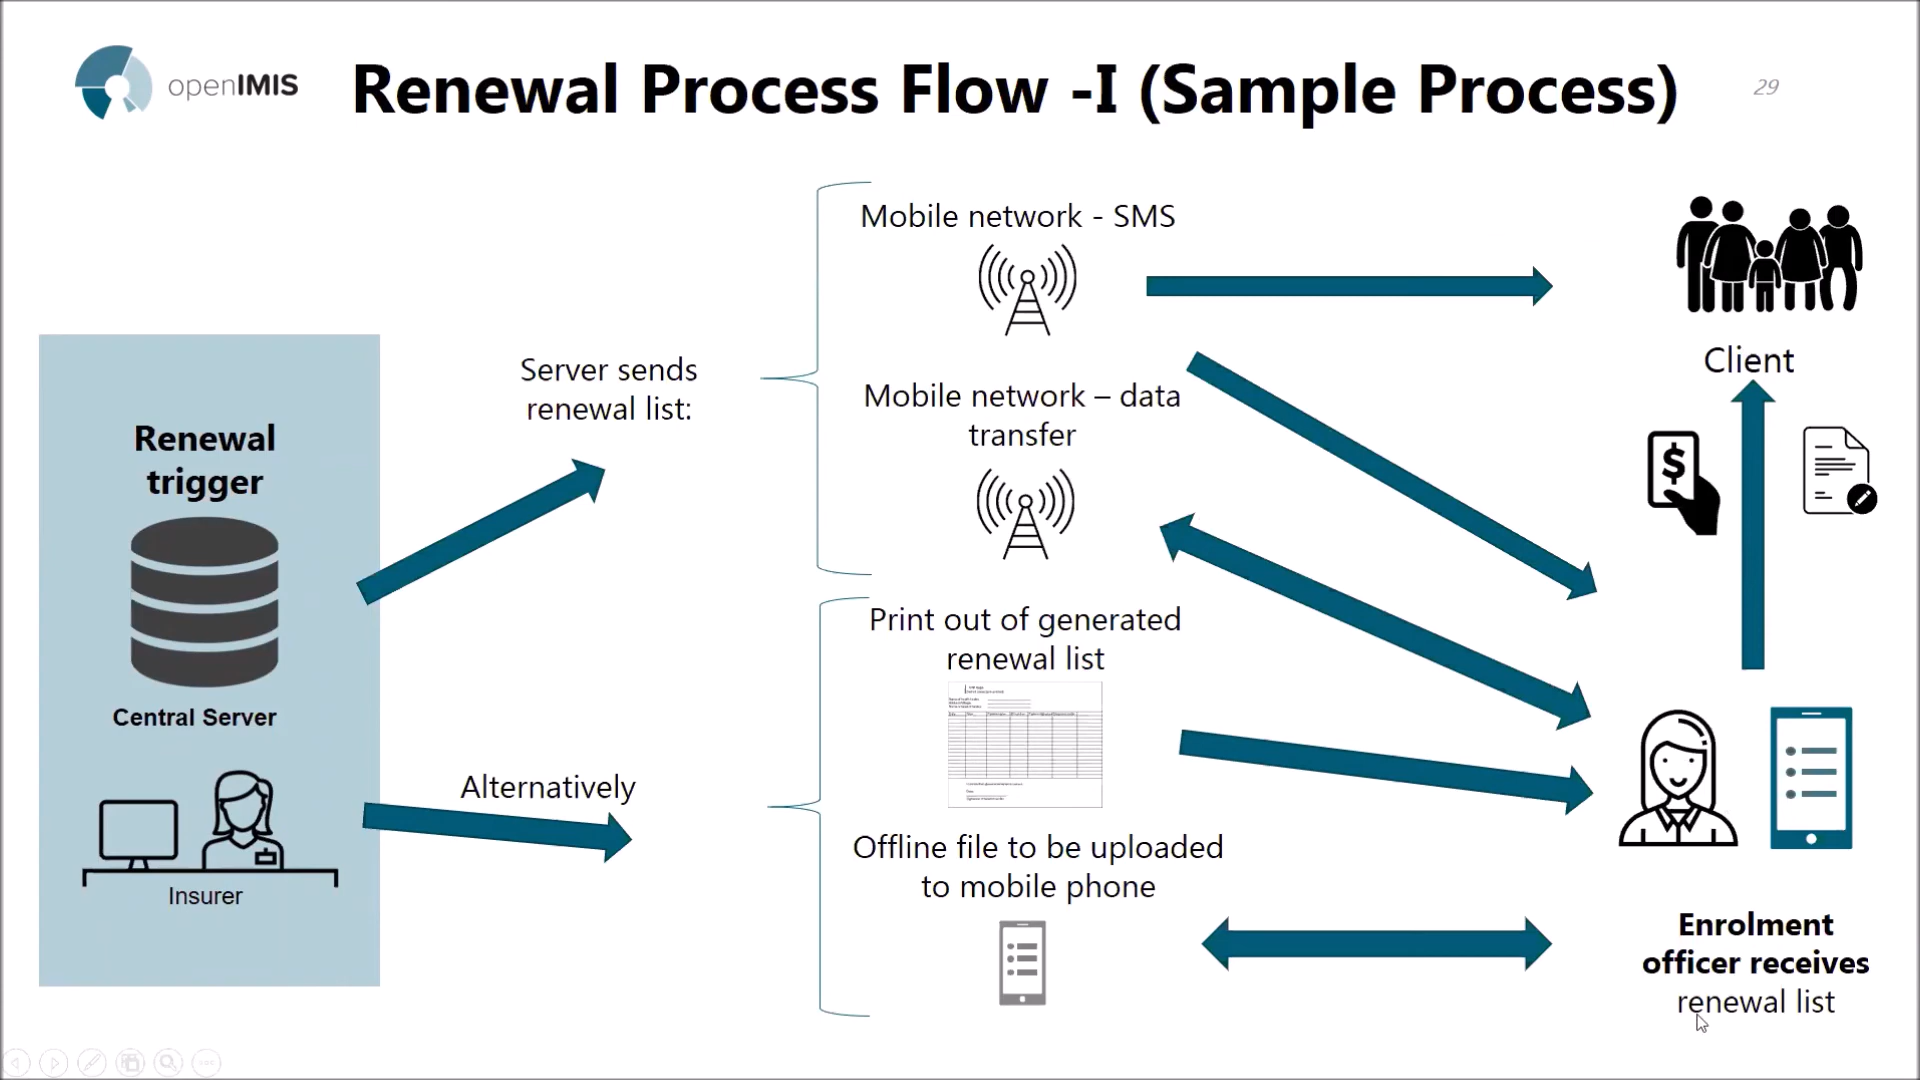 openIMIS
Renewal Process Flow -I (Sample Process)
29
Mobile network - SMS
Client
Server sends
renewal list:
Mobile network – data
transfer
Renewal
trigger
$
Central Server
Print out of generated
renewal list
Alternatively
Insurer
Offline file to be uploaded
to mobile phone
Enrolment
officer receives
renewal list